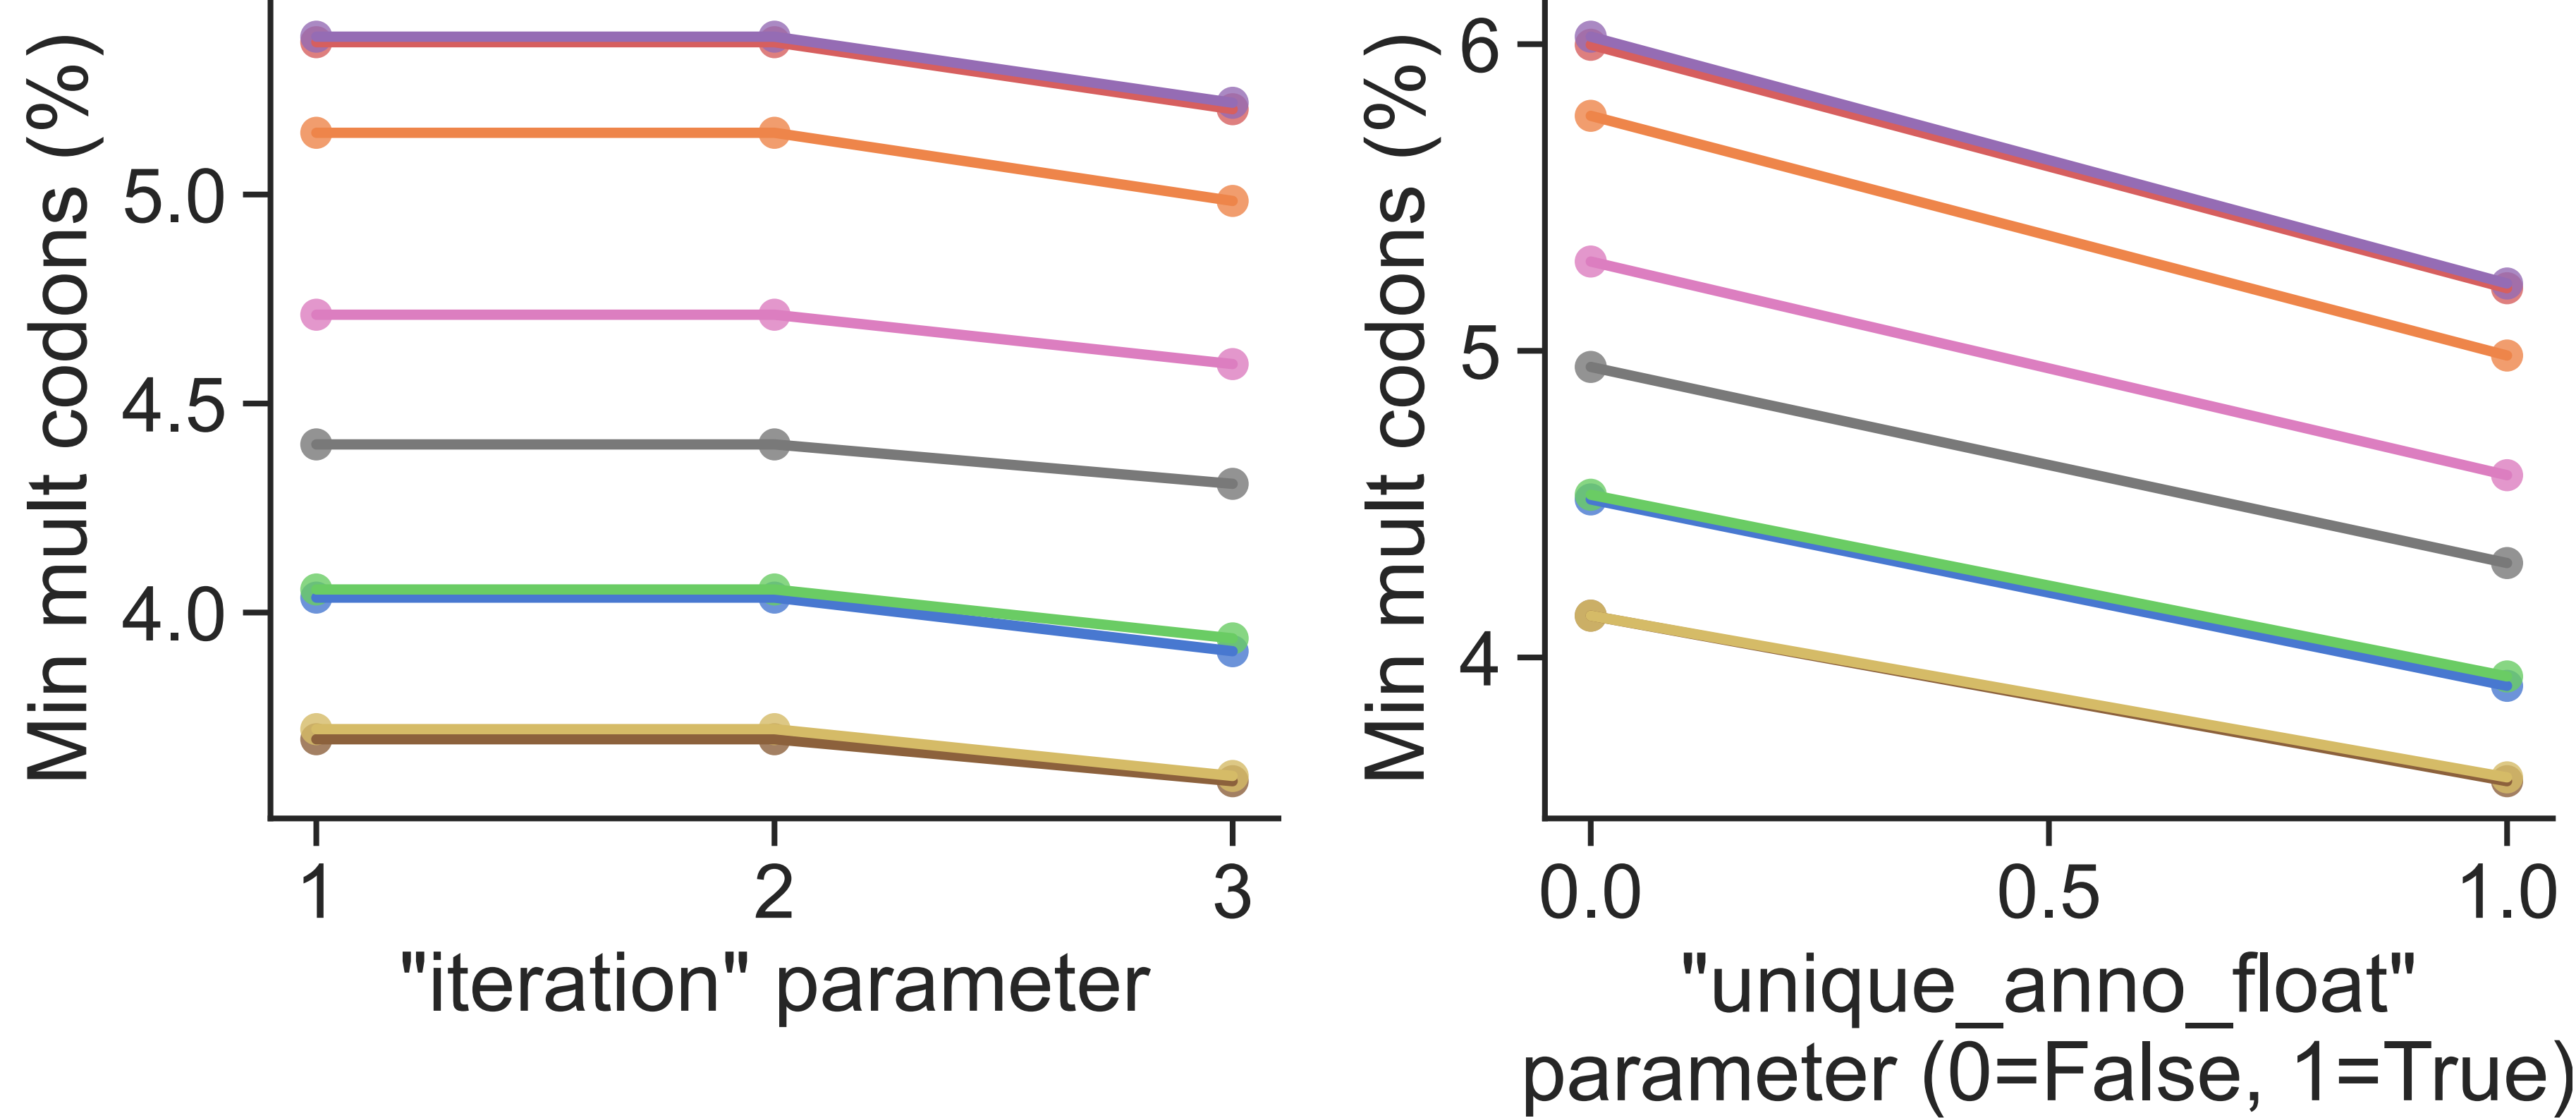 Min mult codons (%)
5.0
4.5
4.0
1 2 3
"iteration" parameter
Min mult codons (%)
6
5
4
0.0 0.5 1.0
"unique_anno_float"
parameter (0=False, 1=True)